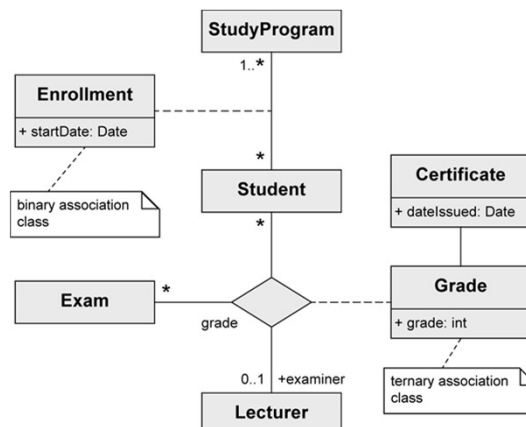 StudyProgram
1..*
Enrollment
+ startDate: Date
*
binary association
class
Student
*
Certificate
+ dateIssued: Date
Exam
*
grade
Grade
+ grade: int
0..1
+examiner
Lecturer
ternary association
class